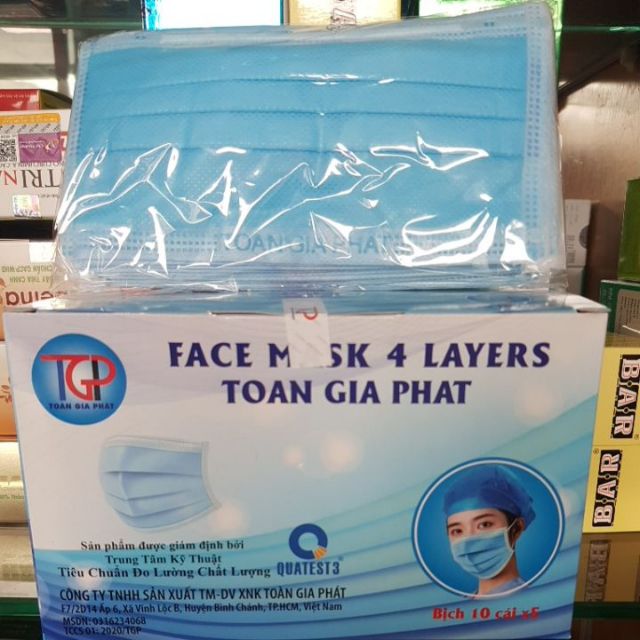 TOAN GIA PHAT
TGP
TOAN GIA PHAT
FACE MASK 4 LAYERS
TOAN GIA PHAT
Sản phẩm được giám định bởi
Trung Tâm Kỹ Thuật
Tiêu Chuẩn Đo Lường Chất Lượng
QUATEST 3
CÔNG TY TNHH SẢN XUẤT TM-DV XNK TOÀN GIA PHÁT
F7/2D14 Ấp 6, Xã Vĩnh Lộc B, Huyện Bình Chánh, TP.HCM, Việt Nam
MSDN: 0316234068
TCCS 01: 2020/TGP
Bịch 10 cái x5
BAR
BAR